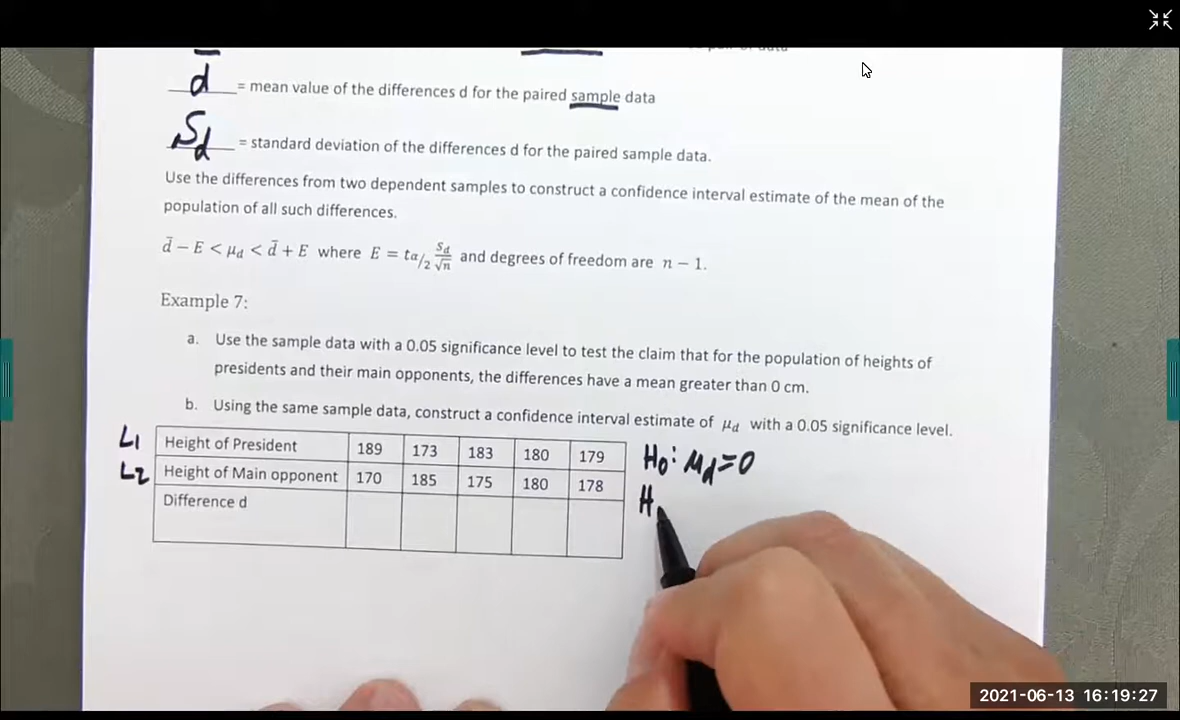 d̄ = mean value of the differences d for the paired sample data
Sd = standard deviation of the differences d for the paired sample data.
Use the differences from two dependent samples to construct a confidence interval estimate of the mean of the
population of all such differences.
d̄ − E < μd < d̄ + E where E = tα/2 Sd/√n and degrees of freedom are n − 1.
Example 7:
a. Use the sample data with a 0.05 significance level to test the claim that for the population of heights of
presidents and their main opponents, the differences have a mean greater than 0 cm.
b. Using the same sample data, construct a confidence interval estimate of μd with a 0.05 significance level.
L1 Height of President 189 173 183 180 179 H0: μd=0
L2 Height of Main opponent 170 185 175 180 178 H
Difference d
2021-06-13 16:19:27